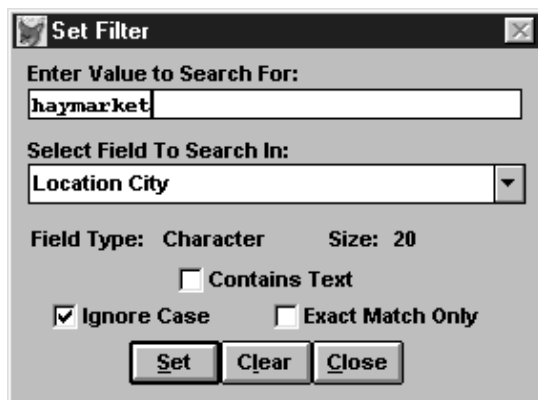 Set Filter
Enter Value to Search For:
haymarket
Select Field To Search In:
Location City
Field Type: Character Size: 20
Contains Text
Ignore Case Exact Match Only
Set Clear Close